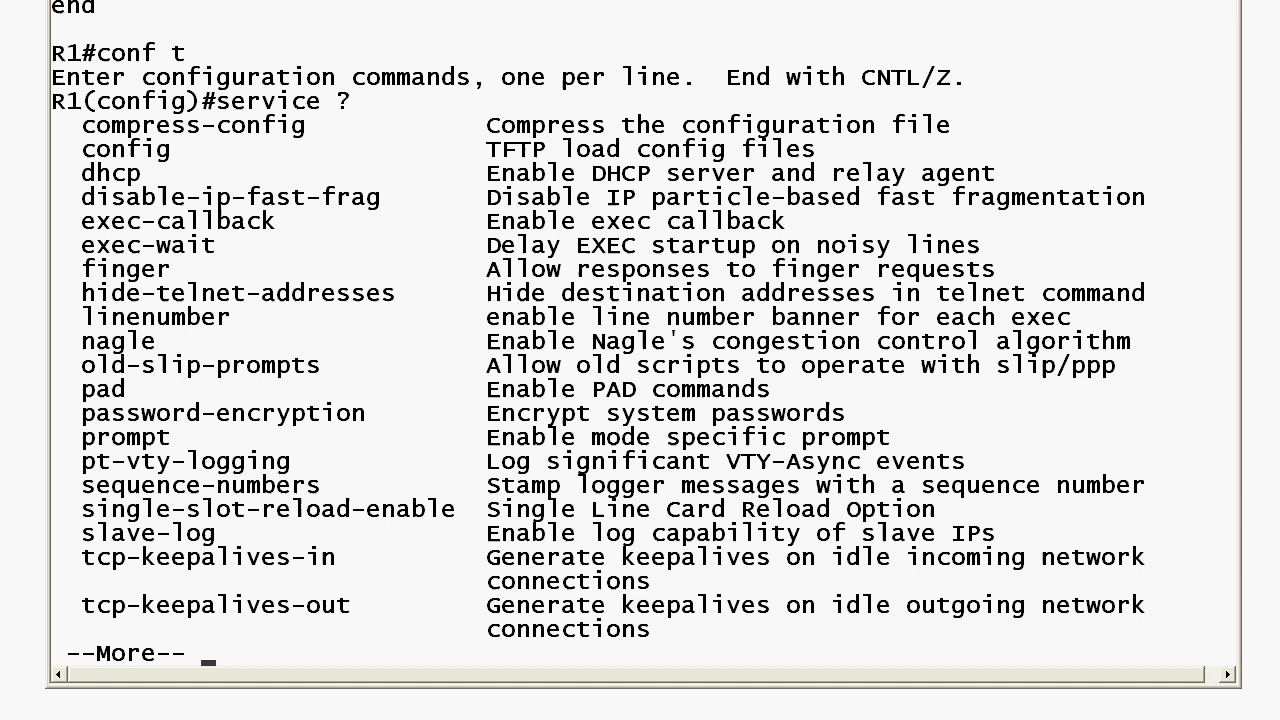 end
R1#conf t
Enter configuration commands, one per line.  End with CNTL/Z.
R1(config)#service ?
  compress-config            Compress the configuration file
  config                     TFTP load config files
  dhcp                       Enable DHCP server and relay agent
  disable-ip-fast-frag       Disable IP particle-based fast fragmentation
  exec-callback              Enable exec callback
  exec-wait                  Delay EXEC startup on noisy lines
  finger                     Allow responses to finger requests
  hide-telnet-addresses      Hide destination addresses in telnet command
  linenumber                 enable line number banner for each exec
  nagle                      Enable Nagle's congestion control algorithm
  old-slip-prompts           Allow old scripts to operate with slip/ppp
  pad                        Enable PAD commands
  password-encryption        Encrypt system passwords
  prompt                     Enable mode specific prompt
  pt-vty-logging             Log significant VTY-Async events
  sequence-numbers           Stamp logger messages with a sequence number
  single-slot-reload-enable  Single Line Card Reload Option
  slave-log                  Enable log capability of slave IPs
  tcp-keepalives-in          Generate keepalives on idle incoming network
                             connections
  tcp-keepalives-out         Generate keepalives on idle outgoing network
                             connections
 --More--